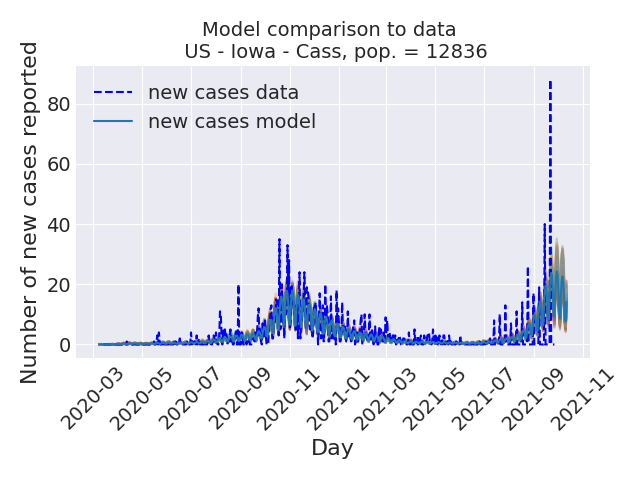 Model comparison to data
US - Iowa - Cass, pop. = 12836
Number of new cases reported
new cases data
new cases model
80
60
40
20
0
2020-03
2020-05
2020-07
2020-09
2020-11
2021-01
2021-03
2021-05
2021-07
2021-09
2021-11
Day